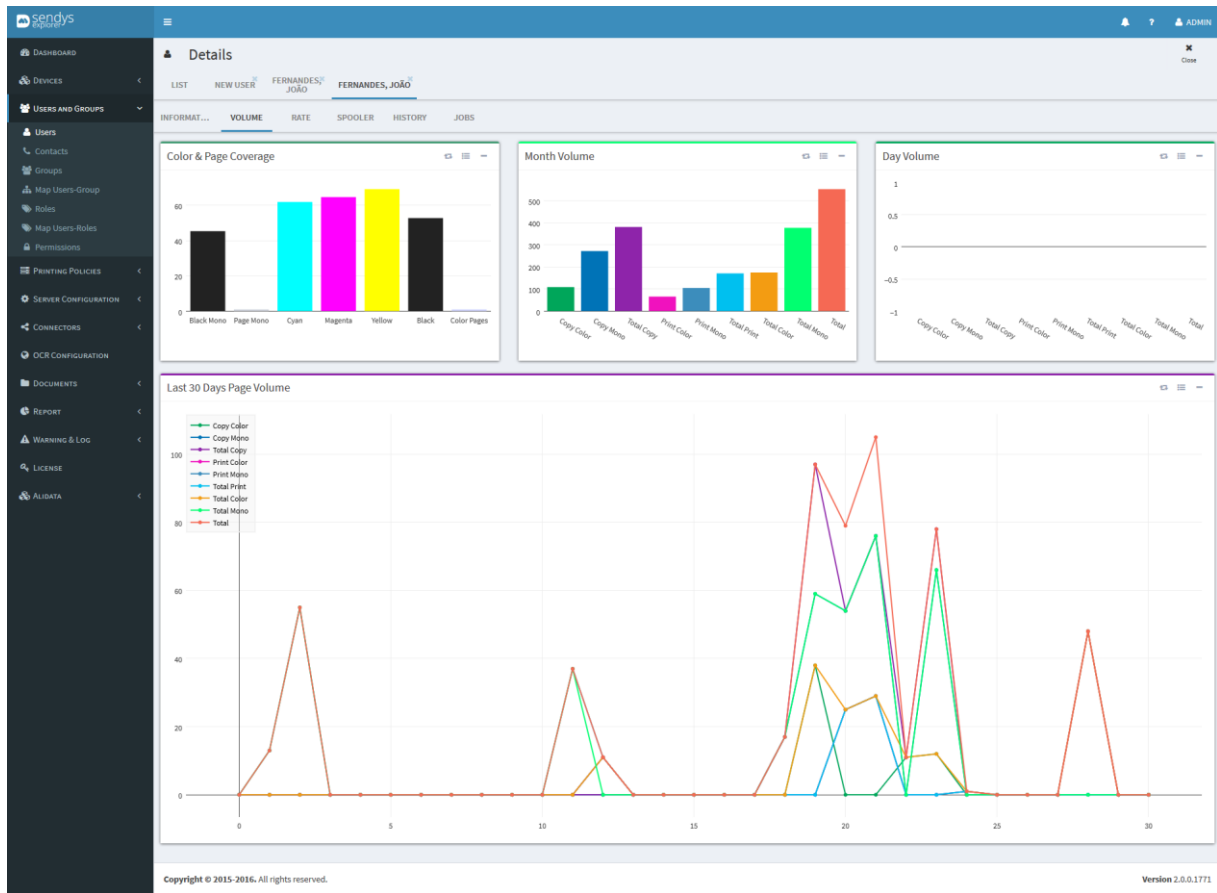 sendys
explorer
ADMIN
?
DASHBOARD
DEVICES
USERS AND GROUPS
Users
Contacts
Groups
Map Users-Group
Roles
Map Users-Roles
Permissions
PRINTING POLICIES
SERVER CONFIGURATION
CONNECTORS
OCR CONFIGURATION
DOCUMENTS
REPORT
WARNING & LOG
LICENSE
ALIDATA
Details
Close
LIST NEW USER FERNANDES, JOÃO FERNANDES, JOÃO
INFORMAT... VOLUME RATE SPOOLER HISTORY JOBS
Color & Page Coverage
60
40
20
0
Black Mono Page Mono Cyan Magenta Yellow Black Color Pages
Month Volume
500
400
300
200
100
0
Copy Color Copy Mono Total Copy Print Color Print Mono Total Print Total Color Total Mono Total
Day Volume
1
0.5
0
−0.5
−1
Copy Color Copy Mono Total Copy Print Color Print Mono Total Print Total Color Total Mono Total
Last 30 Days Page Volume
Copy Color
Copy Mono
Total Copy
Print Color
Print Mono
Total Print
Total Color
Total Mono
Total
100
80
60
40
20
0
0 5 10 15 20 25 30
Copyright © 2015-2016. All rights reserved.
Version 2.0.0.1771